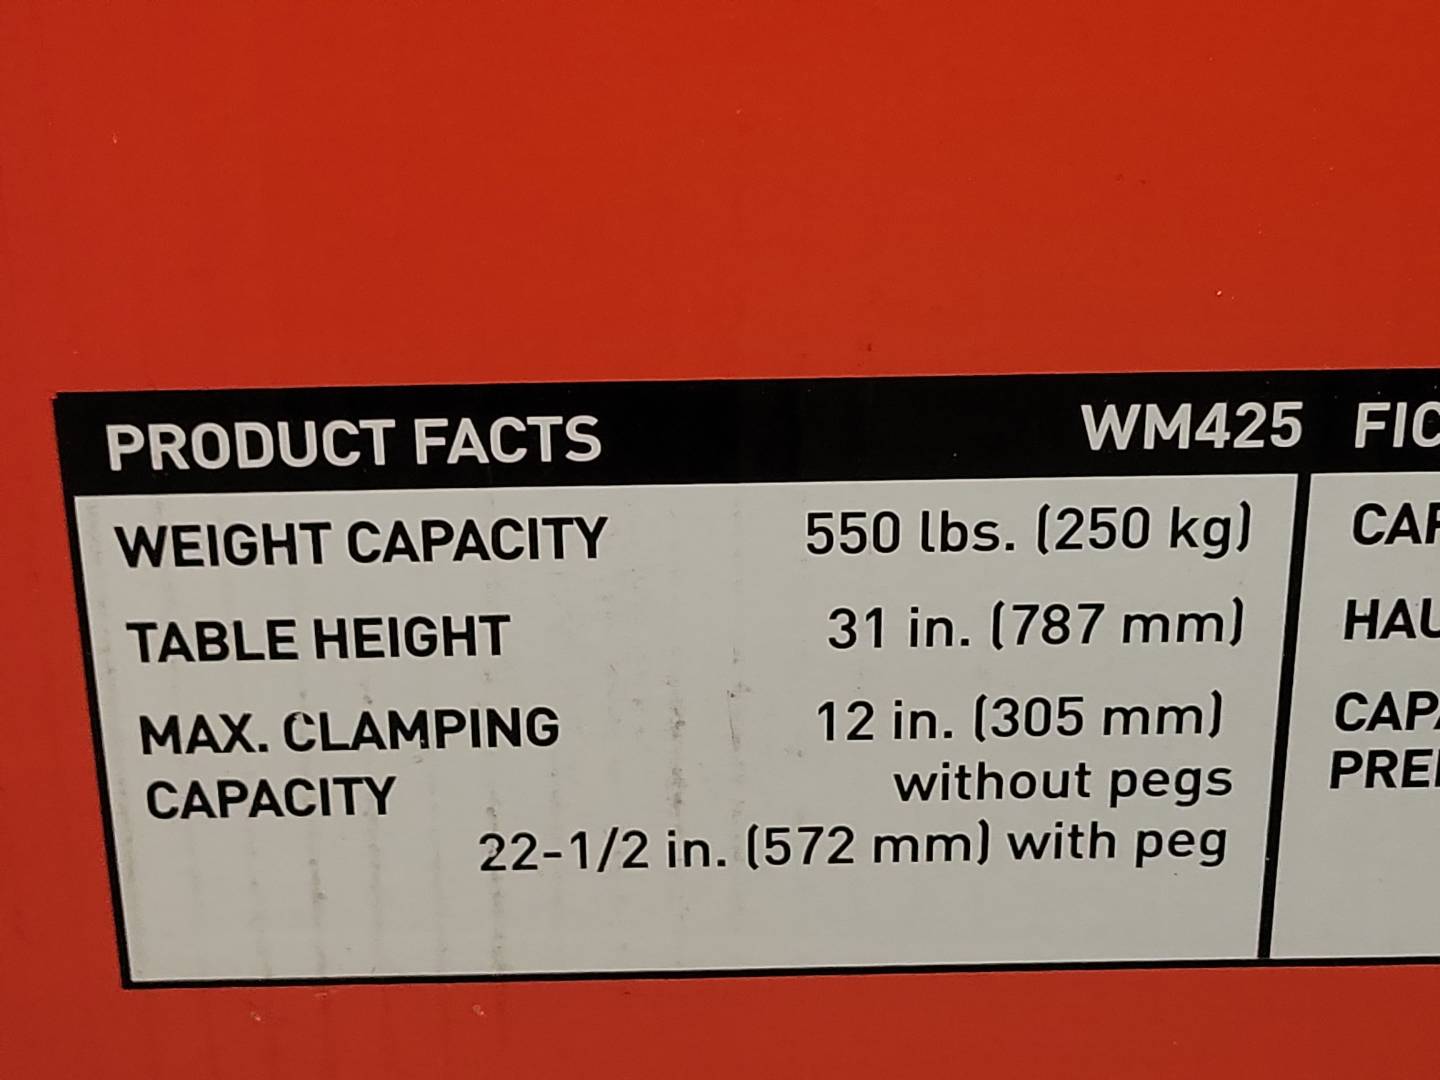 PRODUCT FACTS WM425
WEIGHT CAPACITY 550 lbs. (250 kg)
TABLE HEIGHT 31 in. (787 mm)
MAX. CLAMPING 12 in. (305 mm)
CAPACITY without pegs
22-1/2 in. (572 mm) with peg